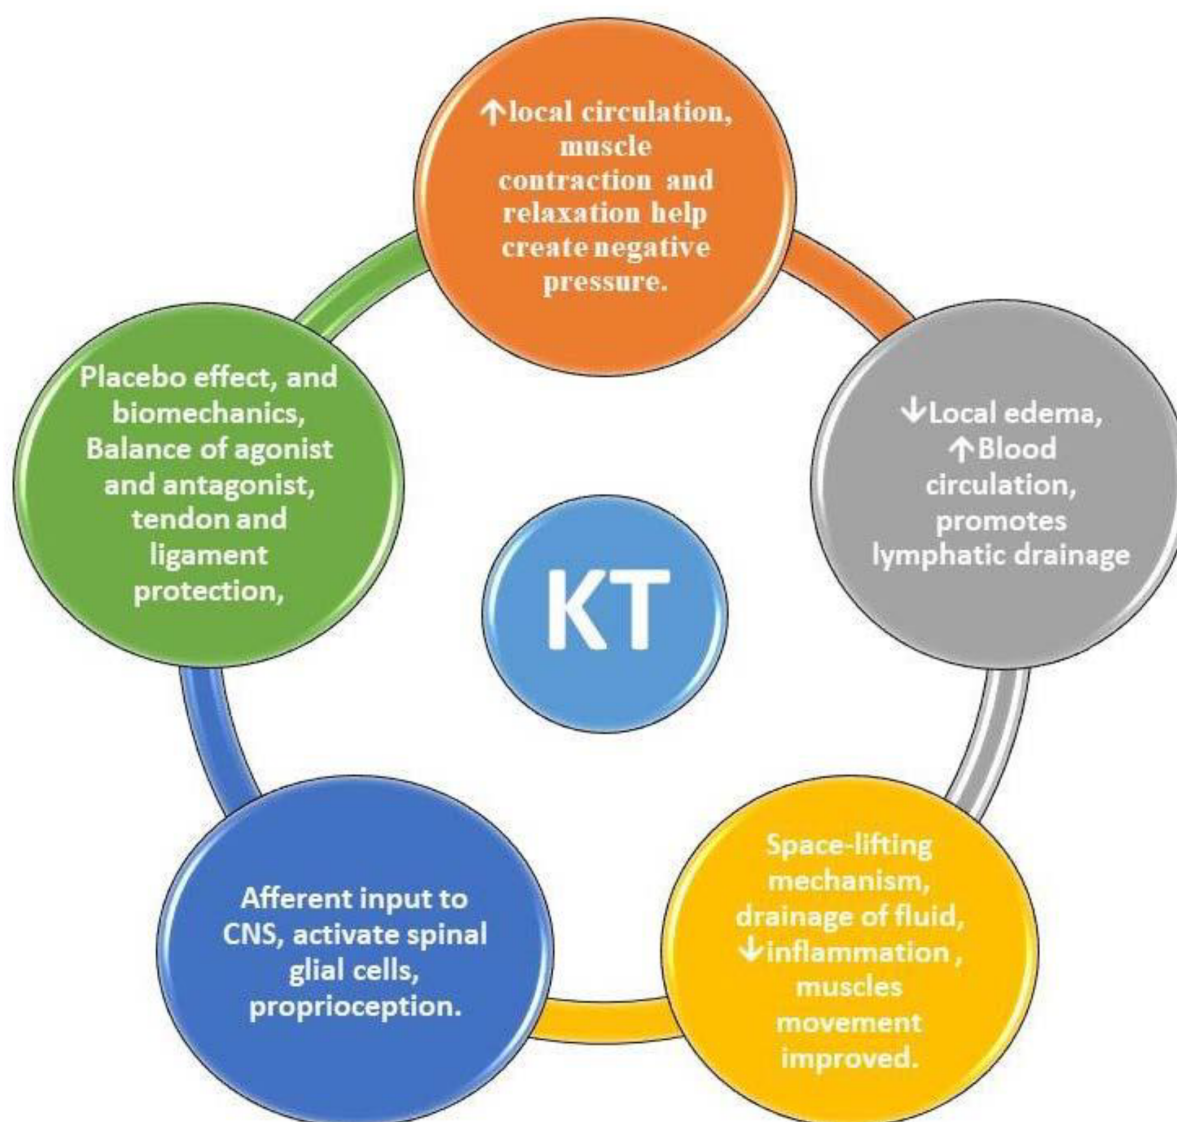 ↑local circulation,
muscle
contraction and
relaxation help
create negative
pressure.
↓Local edema,
↑Blood
circulation,
promotes
lymphatic drainage
Space-lifting
mechanism,
drainage of fluid,
↓inflammation ,
muscles
movement
improved.
Afferent input to
CNS, activate spinal
glial cells,
proprioception.
Placebo effect, and
biomechanics,
Balance of agonist
and antagonist,
tendon and
ligament
protection,
KT